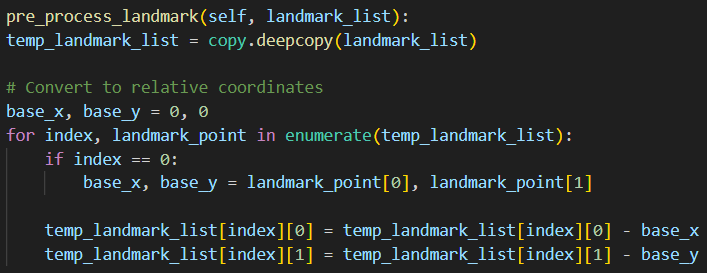 pre_process_landmark(self, landmark_list):
temp_landmark_list = copy.deepcopy(landmark_list)

# Convert to relative coordinates
base_x, base_y = 0, 0
for index, landmark_point in enumerate(temp_landmark_list):
    if index == 0:
        base_x, base_y = landmark_point[0], landmark_point[1]

    temp_landmark_list[index][0] = temp_landmark_list[index][0] - base_x
    temp_landmark_list[index][1] = temp_landmark_list[index][1] - base_y